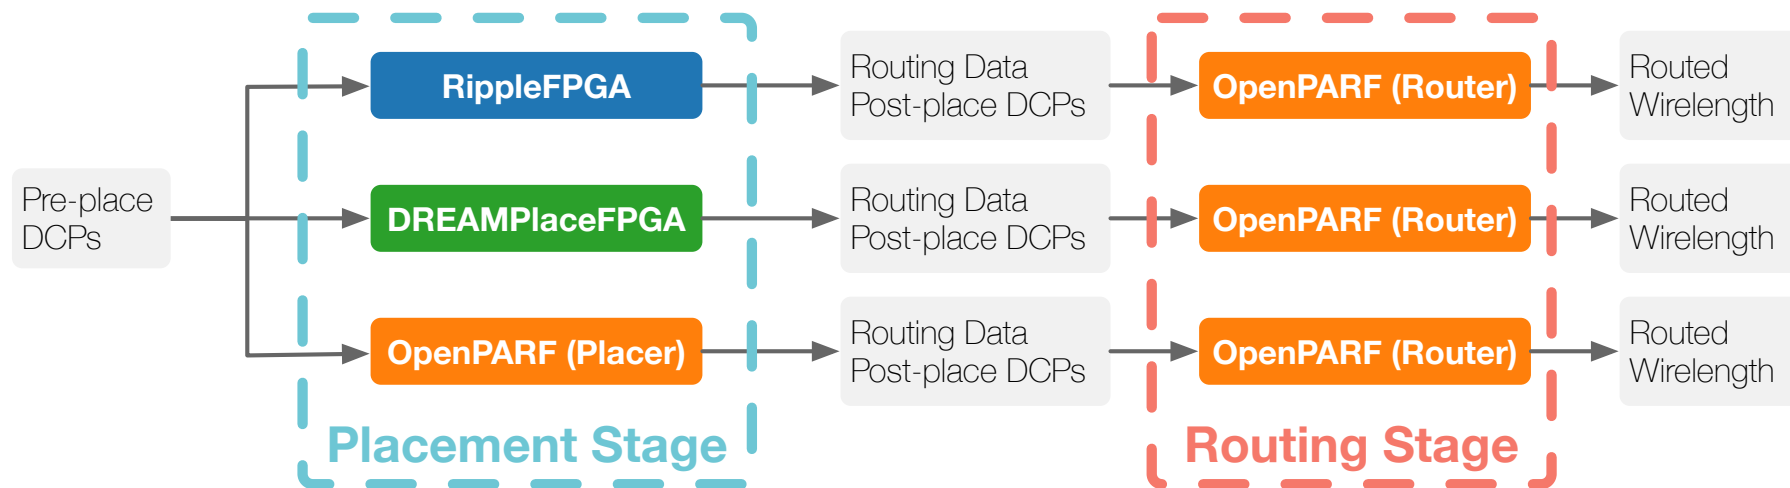 Pre-place
DCPs
RippleFPGA
Routing Data
Post-place DCPs
OpenPARF (Router)
Routed
Wirelength
DREAMPlaceFPGA
Routing Data
Post-place DCPs
OpenPARF (Router)
Routed
Wirelength
OpenPARF (Placer)
Routing Data
Post-place DCPs
OpenPARF (Router)
Routed
Wirelength
Placement Stage
Routing Stage